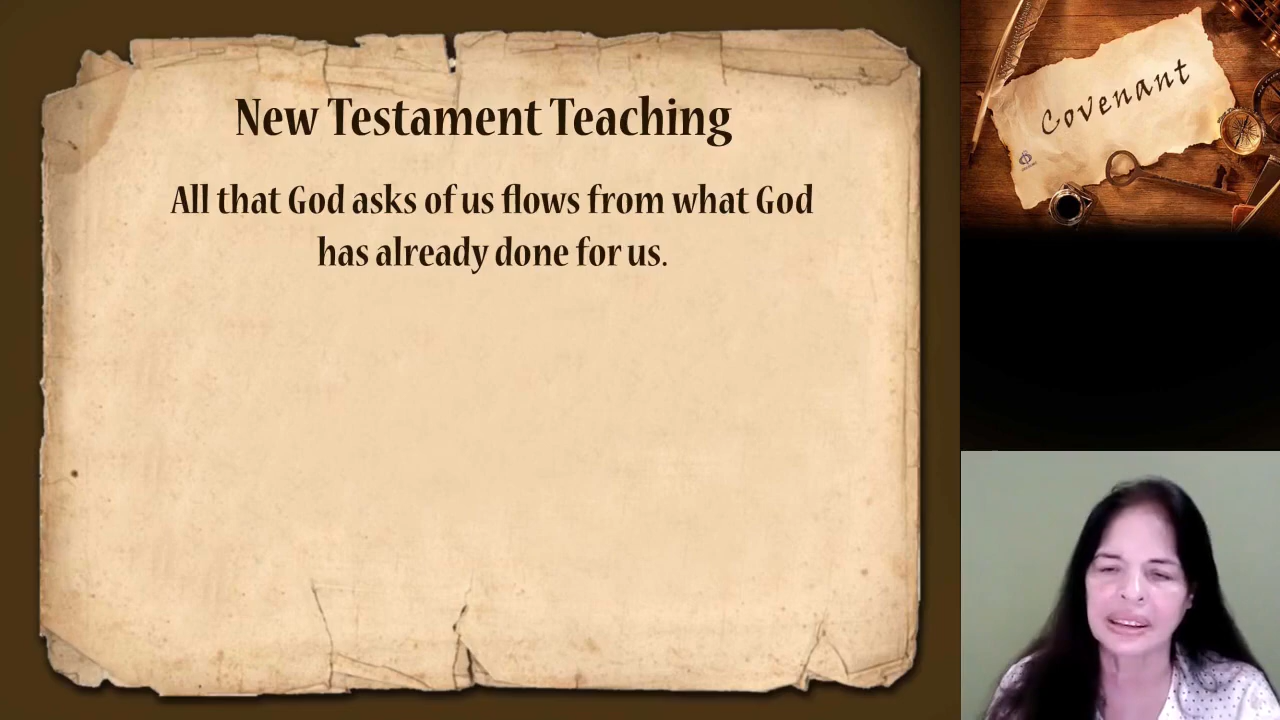 New Testament Teaching
All that God asks of us flows from what God
has already done for us.
Covenant